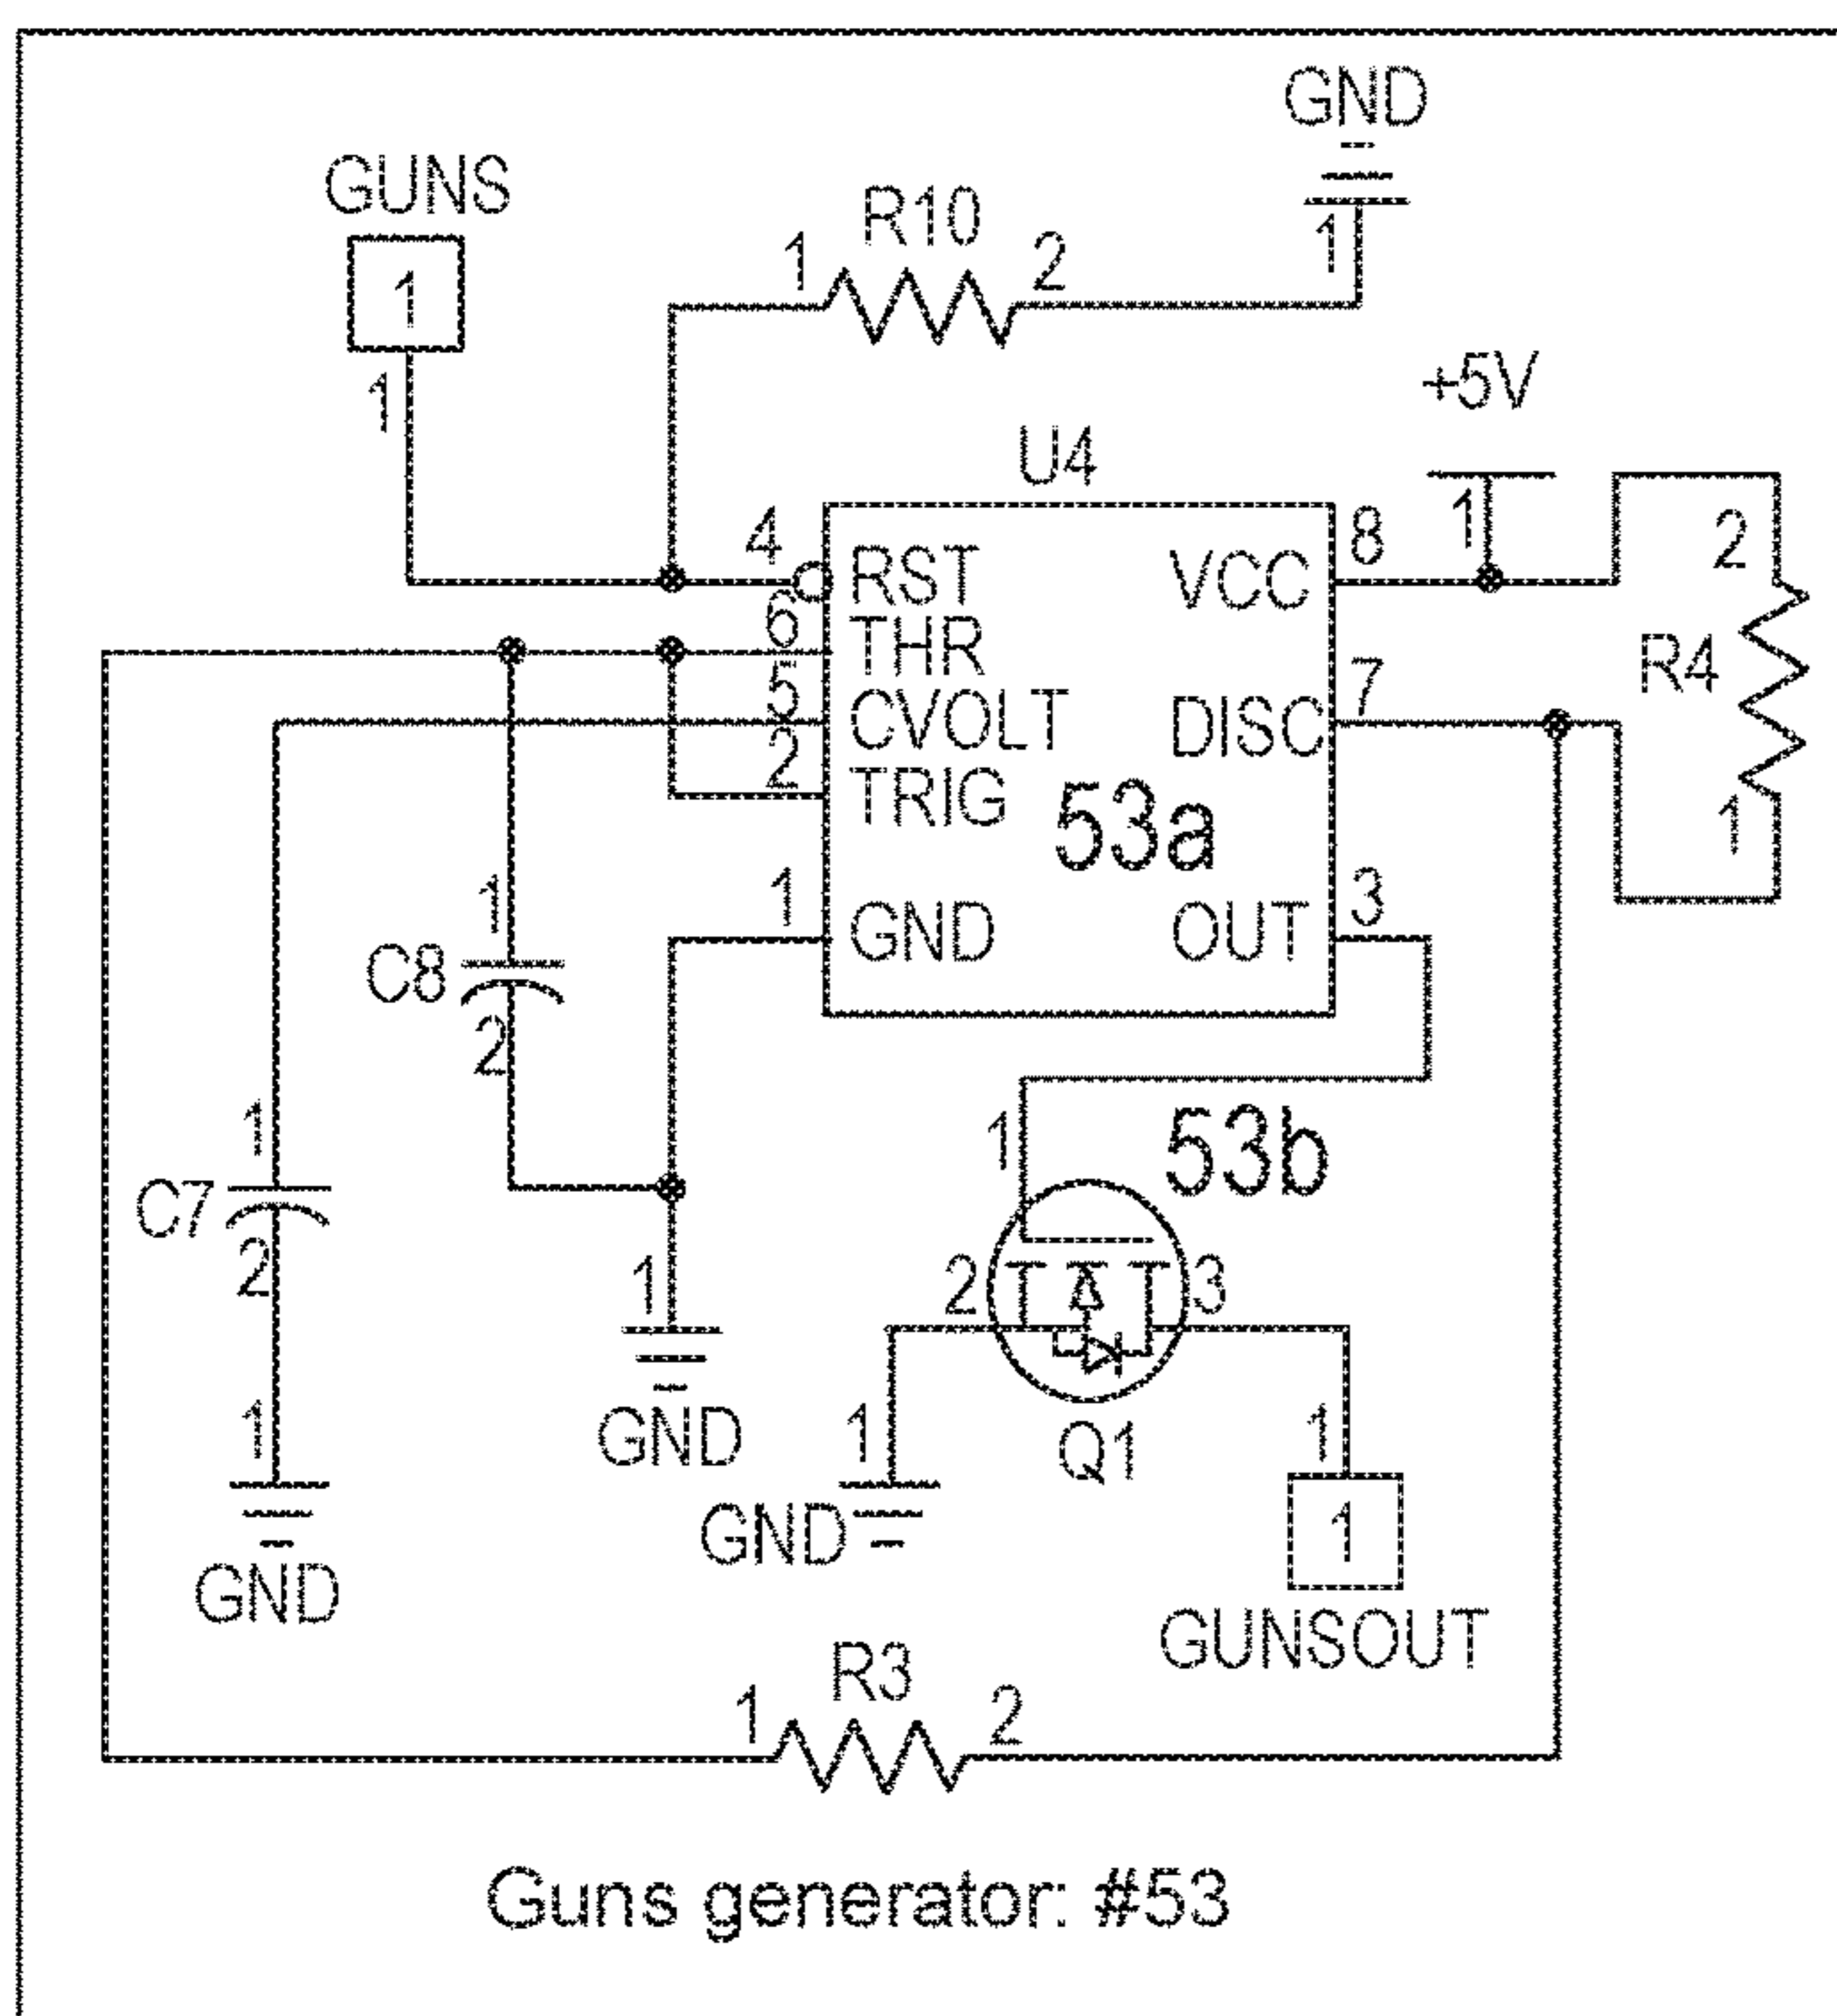 GND
GUNS
R10
1
2
1
1
1
+5V
U4
1
4
8
2
RST
VCC
6
THR
R4
5
7
CVOLT
DISC
2
TRIG
53a
1
1
1
3
GND
OUT
C8
2
1
1
53b
C7
2
1
2
3
1
1
1
GND
Q1
GND
1
GND
GUNSOUT
R3
1
2
Guns generator: #53